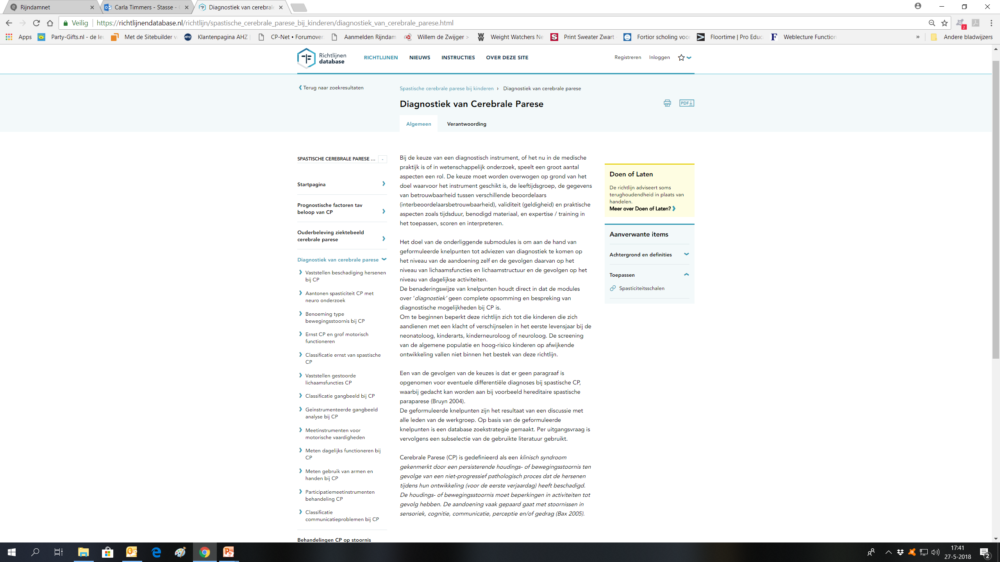 Rijndamnet
Carla Timmers - Stasse -
Diagnostiek van cerebrale
Veilig
https://richtlijnendatabase.nl/richtlijn/spastische_cerebrale_parese_bij_kinderen/diagnostiek_van_cerebrale_parese.html
2
Apps
Party-Gifts.nl - de leu
Met de Sitebuilder v
Klantenpagina AHZ |
CP-Net • Forumover
Aanmelden Rijndam
Willem de Zwijger >
Weight Watchers Ne
Print Sweater Zwart
Fortior scholing voor
Floortime | Pro Educ
Weblecture Function
»
Andere bladwijzers
Richtlijnen
database
RICHTLIJNEN
NIEUWS
INSTRUCTIES
OVER DEZE SITE
Registreren
Inloggen
Terug naar zoekresultaten
Spastische cerebrale parese bij kinderen › Diagnostiek van cerebrale parese
Diagnostiek van Cerebrale Parese
PDF
Algemeen
Verantwoording
SPASTISCHE CEREBRALE PARESE ...
-
Startpagina
Prognostische factoren tav
beloop van CP
Ouderbeleving ziektebeeld
cerebrale parese
Diagnostiek van cerebrale parese
Vaststellen beschadiging hersenen
bij CP
Aantonen spasticiteit CP met
neuro onderzoek
Benoeming type
bewegingsstoornis bij CP
Ernst CP en grof motorisch
functioneren
Classificatie ernst van spastische
CP
Vaststellen gestoorde
lichaamsfuncties CP
Classificatie gangbeeld bij CP
Geïnstrumenteerde gangbeeld
analyse bij CP
Meetinstrumenten voor
motorische vaardigheden
Meten dagelijks functioneren bij
CP
Meten gebruik van armen en
handen bij CP
Participatiemeetinstrumenten
behandeling CP
Classificatie
communicatieproblemen bij CP
Behandelingen CP op stoornis
Bij de keuze van een diagnostisch instrument, of het nu in de medische
praktijk is of in wetenschappelijk onderzoek, speelt een groot aantal
aspecten een rol. De keuze moet worden overwogen op grond van het
doel waarvoor het instrument geschikt is, de leeftijdsgroep, de gegevens
van betrouwbaarheid tussen verschillende beoordelaars
(interbeoordelaarsbetrouwbaarheid), validiteit (geldigheid) en praktische
aspecten zoals tijdsduur, benodigd materiaal, en expertise / training in
het toepassen, scoren en interpreteren.
Het doel van de onderliggende submodules is om aan de hand van
geformuleerde knelpunten tot adviezen van diagnostiek te komen op
het niveau van de aandoening zelf en de gevolgen daarvan op het
niveau van lichaamsfuncties en lichaamstructuur en de gevolgen op het
niveau van dagelijkse activiteiten.
De benaderingswijze van knelpunten houdt direct in dat de modules
over ‘diagnostiek’ geen complete opsomming en bespreking van
diagnostische mogelijkheden bij CP is.
Om te beginnen beperkt deze richtlijn zich tot die kinderen die zich
aandienen met een klacht of verschijnselen in het eerste levensjaar bij de
neonatoloog, kinderarts, kinderneuroloog of neuroloog. De screening
van de algemene populatie en hoog-risico kinderen op afwijkende
ontwikkeling vallen niet binnen het bestek van deze richtlijn.
Een van de gevolgen van de keuzes is dat er geen paragraaf is
opgenomen voor eventuele differentiële diagnoses bij spastische CP,
waarbij gedacht kan worden aan bij voorbeeld hereditaire spastische
paraparese (Bruyn 2004).
De geformuleerde knelpunten zijn het resultaat van een discussie met
alle leden van de werkgroep. Op basis van de geformuleerde
knelpunten is een database zoekstrategie gemaakt. Per uitgangsvraag is
vervolgens een subselectie van de gebruikte literatuur gebruikt.
Cerebrale Parese (CP) is gedefinieerd als een klinisch syndroom
gekenmerkt door een persisterende houdings- of bewegingsstoornis ten
gevolge van een niet-progressief pathologisch proces dat de hersenen
tijdens hun ontwikkeling (voor de eerste verjaardag) heeft beschadigd.
De houdings- of bewegingsstoornis moet beperkingen in activiteiten tot
gevolg hebben. De aandoening vaak gepaard gaat met stoornissen in
sensoriek, cognitie, communicatie, perceptie en/of gedrag (Bax 2005).
Doen of Laten
De richtlijn adviseert soms
terughoudendheid in plaats van
handelen.
Meer over Doen of Laten?
Aanverwante items
Achtergrond en definities
Toepassen
Spasticiteitsschalen
17:41
27-5-2018
2